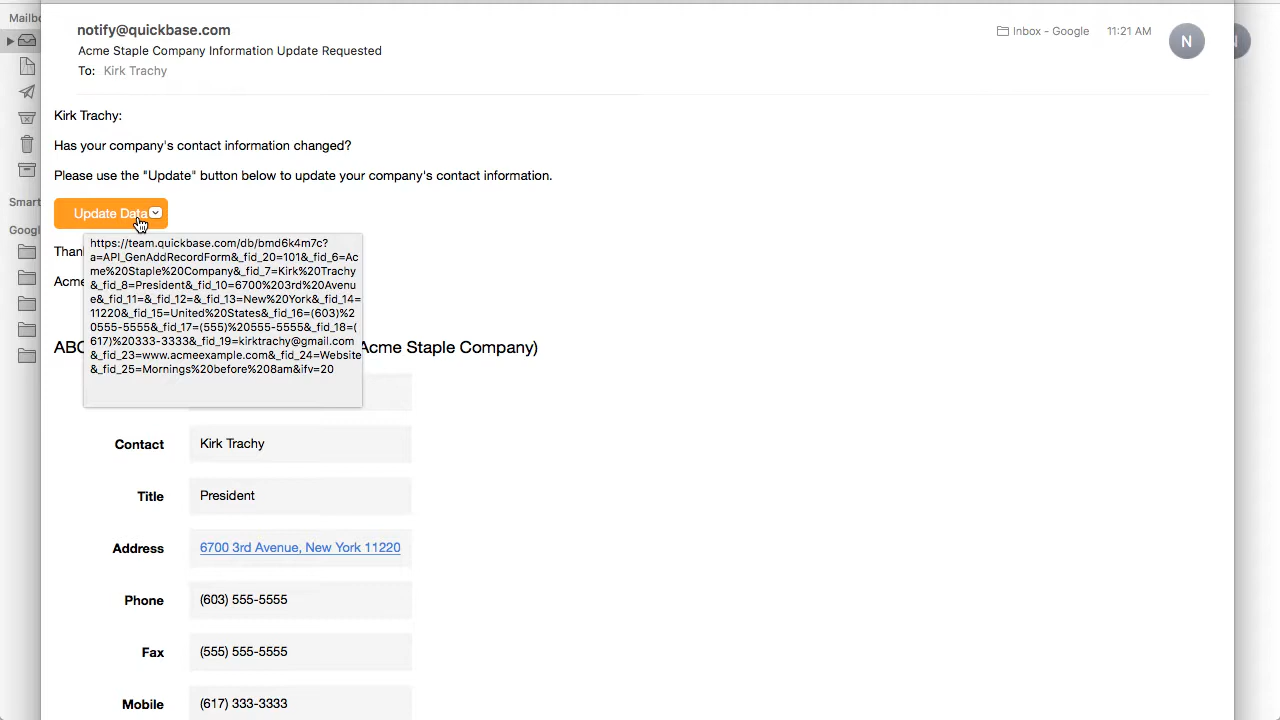 Mailbo
notify@quickbase.com
Inbox - Google 11:21 AM
N
Acme Staple Company Information Update Requested
To: Kirk Trachy
Kirk Trachy:
Has your company's contact information changed?
Please use the "Update" button below to update your company's contact information.
Smart
Update Data
Googl
https://team.quickbase.com/db/bmd6k4m7c?
a=API_GenAddRecordForm&_fid_20=101&_fid_6=Ac
me%20Staple%20Company&_fid_7=Kirk%20Trachy
&_fid_8=President&_fid_10=6700%203rd%20Avenu
e&_fid_11=&_fid_12=&_fid_13=New%20York&_fid_14=
11220&_fid_15=United%20States&_fid_16=(603)%2
0555-5555&_fid_17=(555)%20555-5555&_fid_18=(
617)%20333-3333&_fid_19=kirktrachy@gmail.com
&_fid_23=www.acmeexample.com&_fid_24=Website
&_fid_25=Mornings%20before%208am&ifv=20
Than
Acme
ABC Acme Staple Company)
Contact Kirk Trachy
Title President
Address 6700 3rd Avenue, New York 11220
Phone (603) 555-5555
Fax (555) 555-5555
Mobile (617) 333-3333